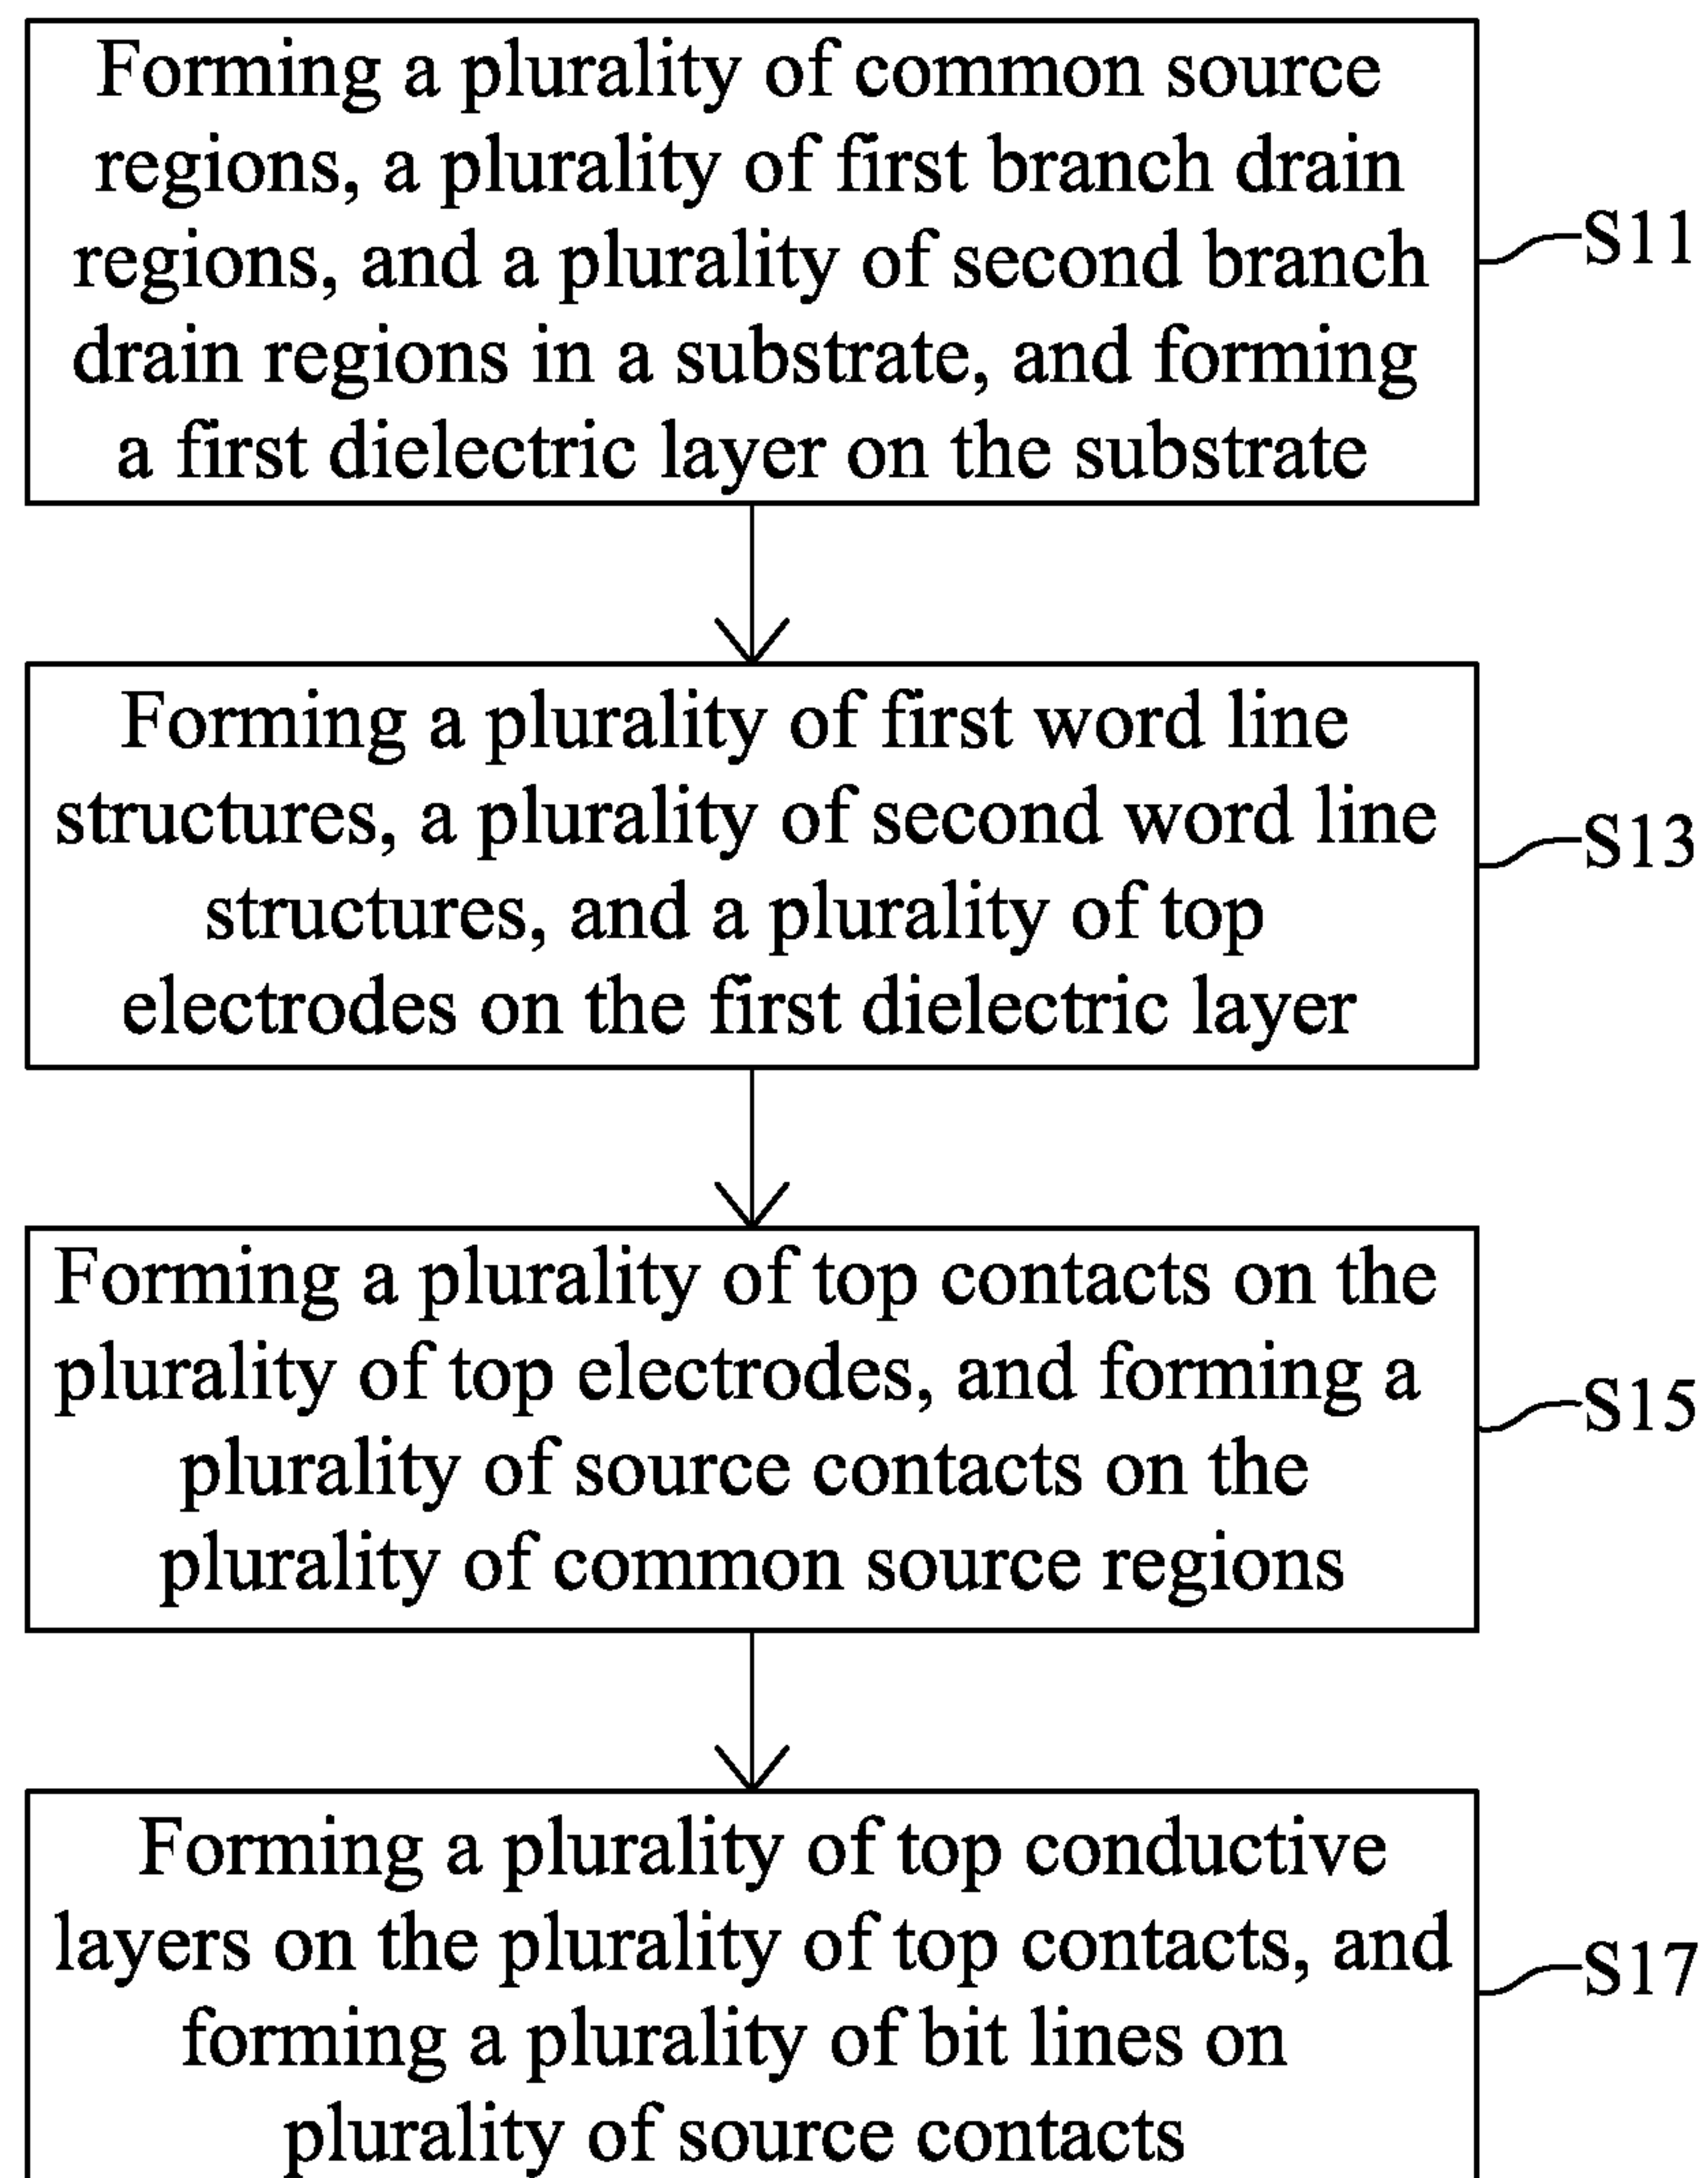 Forming a plurality of common source
regions, a plurality of first branch drain
regions, and a plurality of second branch
drain regions in a substrate, and forming
a first dielectric layer on the substrate
S11
Forming a plurality of first word line
structures, a plurality of second word line
structures, and a plurality of top
electrodes on the first dielectric layer
S13
Forming a plurality of top contacts on the
plurality of top electrodes, and forming a
plurality of source contacts on the
plurality of common source regions
S15
Forming a plurality of top conductive
layers on the plurality of top contacts, and
forming a plurality of bit lines on
plurality of source contacts
S17